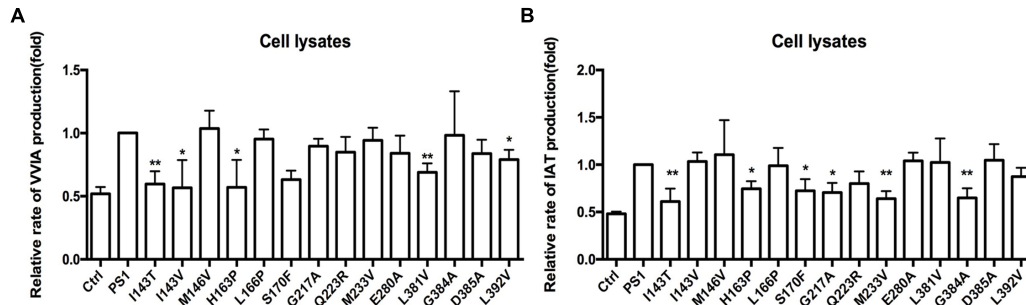 A
Cell lysates
Relative rate of VVIA production(fold)
1.5
1.0
0.5
0.0
** * * ** *
Ctrl PS1 I143T I143V M146V H163P L166P S170F G217A Q223R M233V E280A L381V G384A D385A L392V
B
Cell lysates
Relative rate of IAT production(fold)
2.0
1.5
1.0
0.5
0.0
** * * * ** **
Ctrl PS1 I143T I143V M146V H163P L166P S170F G217A Q223R M233V E280A L381V G384A D385A L392V